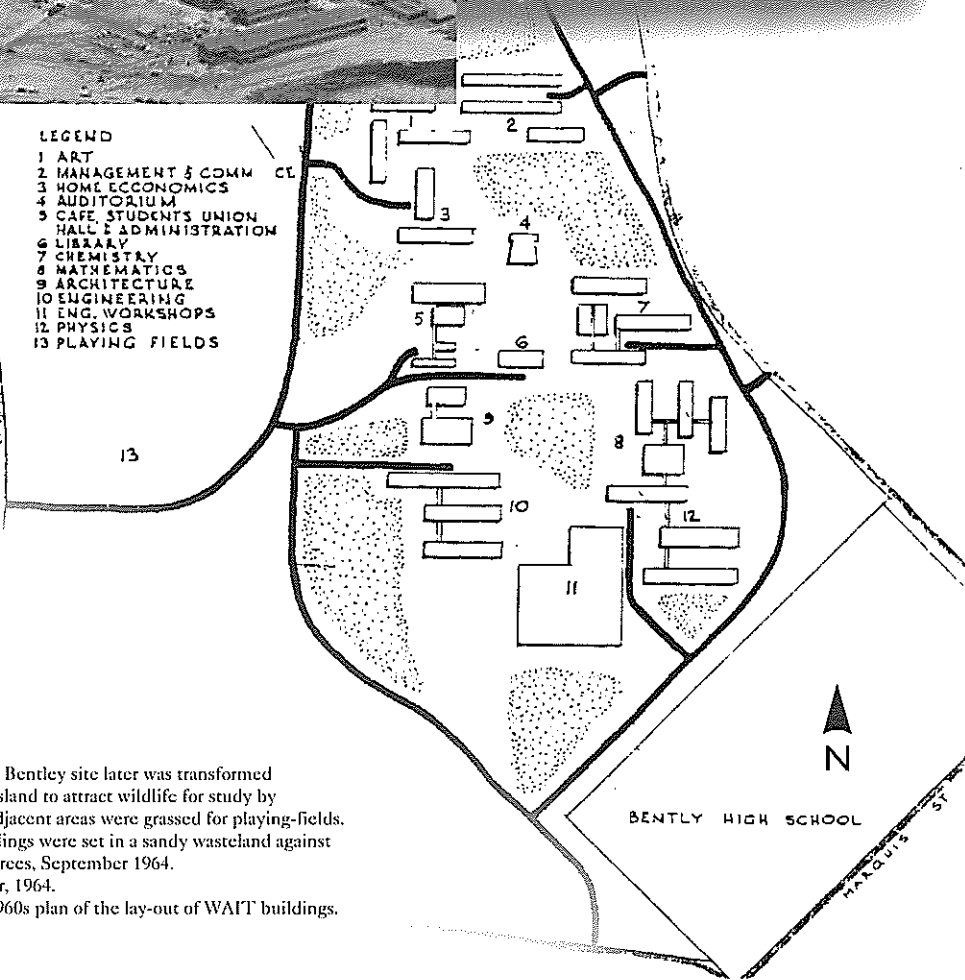 LEGEND
1 ART
2 MANAGEMENT & COMM CE
3 HOME ECCONOMICS
4 AUDITORIUM
5 CAFE, STUDENTS UNION
HALL & ADMINISTRATION
6 LIBRARY
7 CHEMISTRY
8 MATHEMATICS
9 ARCHITECTURE
10 ENGINEERING
11 ENG. WORKSHOPS
12 PHYSICS
13 PLAYING FIELDS
1
2
3
4
5
6
7
8
9
10
11
12
13
N
BENTLY HIGH SCHOOL
MARQUIS ST
Bentley site later was transformed
sland to attract wildlife for study by
djacent areas were grassed for playing-fields.
dings were set in a sandy wasteland against
rees, September 1964.
r, 1964.
960s plan of the lay-out of WAIT buildings.